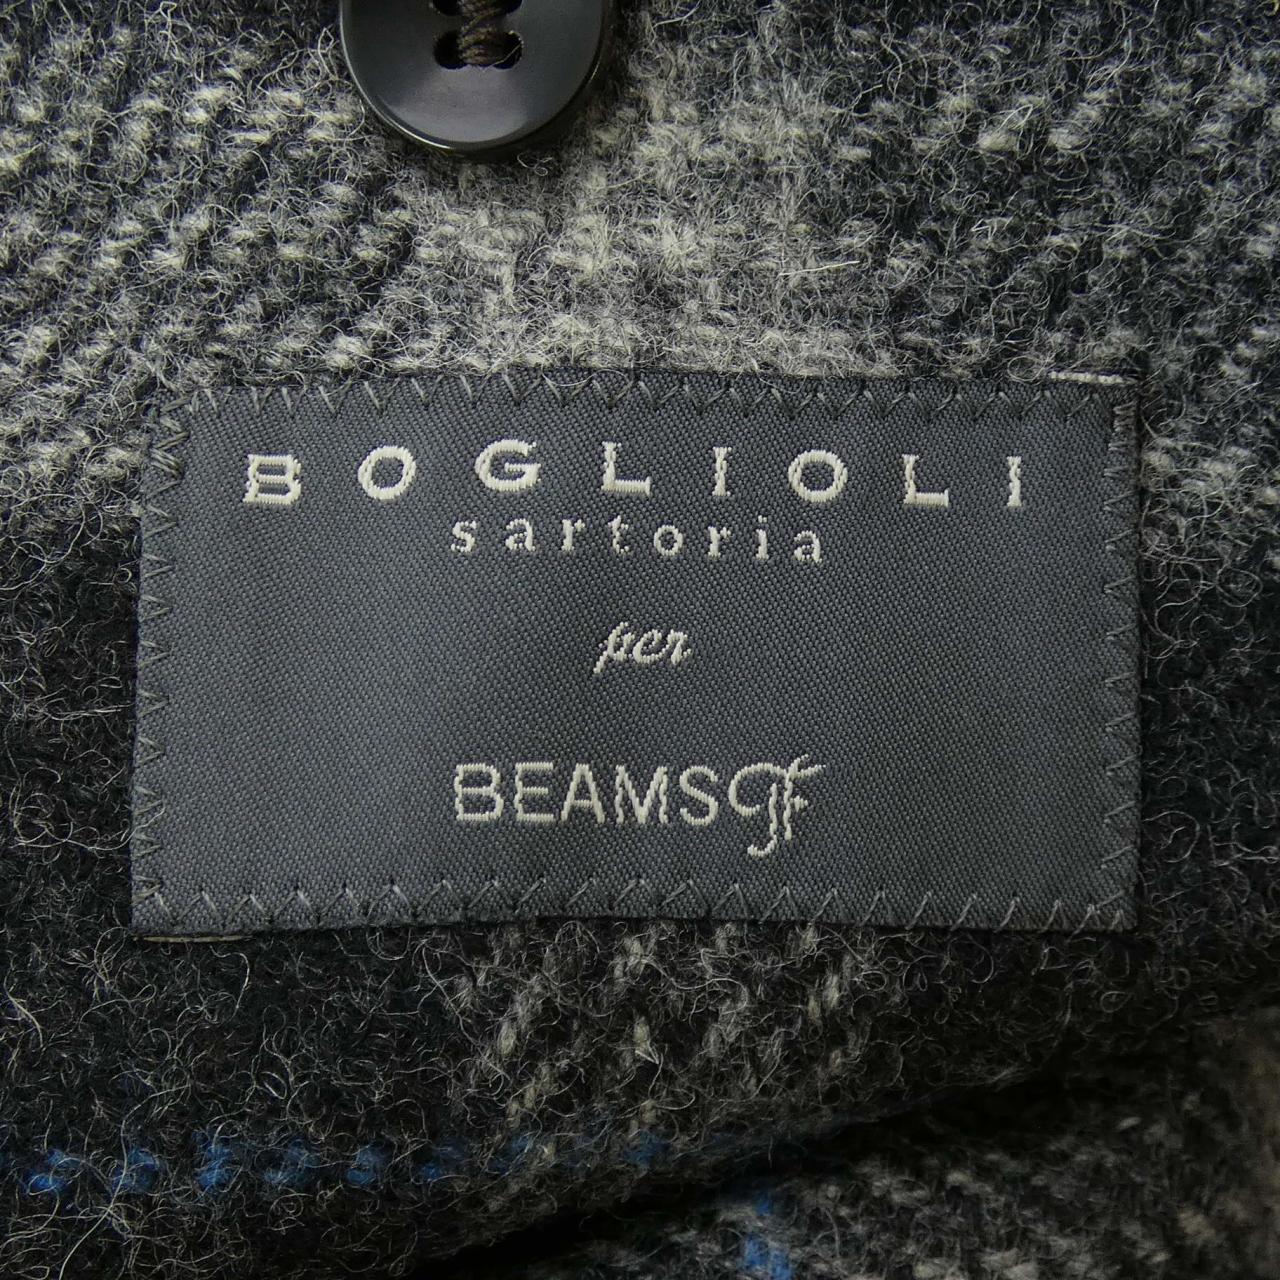 BOGLIOLI
sartoria
per
BEAMS F